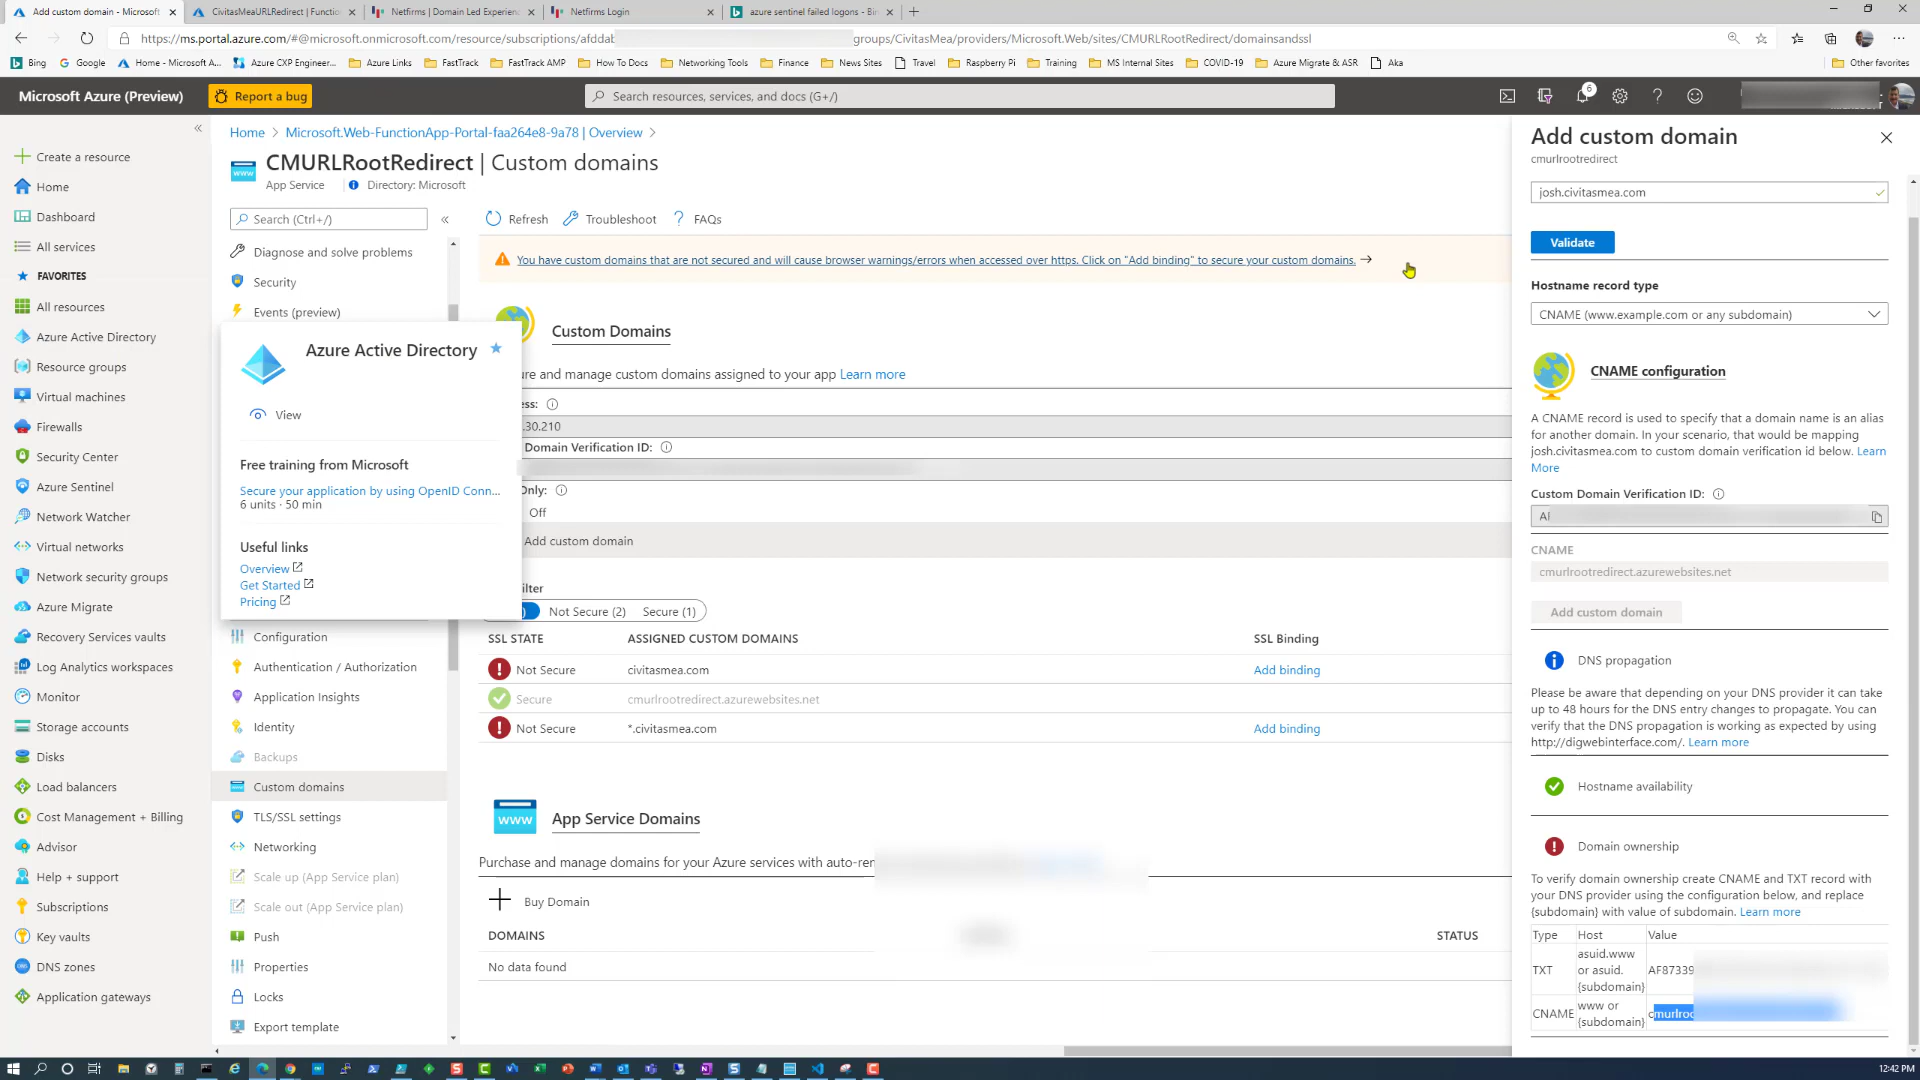 Add custom domain - Microsoft
CivitasMeaURLRedirect | Functio
Netfirms | Domain Led Experienc
Netfirms Login
azure sentinel failed logons - Bi
https://ms.portal.azure.com/#@microsoft.onmicrosoft.com/resource/subscriptions/afddab
groups/CivitasMea/providers/Microsoft.Web/sites/CMURLRootRedirect/domainsandssl
Bing
Google
Home - Microsoft A...
Azure CXP Engineer...
Azure Links
FastTrack
FastTrack AMP
How To Docs
Networking Tools
Finance
News Sites
Travel
Raspberry Pi
Training
MS Internal Sites
COVID-19
Azure Migrate & ASR
Aka
Other favorites
Microsoft Azure (Preview)
Report a bug
Search resources, services, and docs (G+/)
6
Create a resource
Home
Dashboard
All services
FAVORITES
All resources
Azure Active Directory
Resource groups
Virtual machines
Firewalls
Security Center
Azure Sentinel
Network Watcher
Virtual networks
Network security groups
Azure Migrate
Recovery Services vaults
Log Analytics workspaces
Monitor
Storage accounts
Disks
Load balancers
Cost Management + Billing
Advisor
Help + support
Subscriptions
Key vaults
DNS zones
Application gateways
Home > Microsoft.Web-FunctionApp-Portal-faa264e8-9a78 | Overview >
CMURLRootRedirect | Custom domains
App Service
Directory: Microsoft
Search (Ctrl+/)
Diagnose and solve problems
Security
Events (preview)
Azure Active Directory
View
Free training from Microsoft
Secure your application by using OpenID Conn...
6 units · 50 min
Useful links
Overview
Get Started
Pricing
Configuration
Authentication / Authorization
Application Insights
Identity
Backups
Custom domains
TLS/SSL settings
Networking
Scale up (App Service plan)
Scale out (App Service plan)
Push
Properties
Locks
Export template
Refresh
Troubleshoot
FAQs
You have custom domains that are not secured and will cause browser warnings/errors when accessed over https. Click on "Add binding" to secure your custom domains.
Custom Domains
ure and manage custom domains assigned to your app Learn more
ess:
.30.210
Domain Verification ID:
Only:
Off
Add custom domain
ilter
) Not Secure (2) Secure (1)
SSL STATE ASSIGNED CUSTOM DOMAINS SSL Binding
Not Secure civitasmea.com Add binding
Secure cmurlrootredirect.azurewebsites.net
Not Secure *.civitasmea.com Add binding
www
App Service Domains
Purchase and manage domains for your Azure services with auto-ren
Buy Domain
DOMAINS STATUS
No data found
Add custom domain
cmurlrootredirect
josh.civitasmea.com
Validate
Hostname record type
CNAME (www.example.com or any subdomain)
CNAME configuration
A CNAME record is used to specify that a domain name is an alias
for another domain. In your scenario, that would be mapping
josh.civitasmea.com to custom domain verification id below. Learn
More
Custom Domain Verification ID:
CNAME
cmurlrootredirect.azurewebsites.net
Add custom domain
DNS propagation
Please be aware that depending on your DNS provider it can take
up to 48 hours for the DNS entry changes to propagate. You can
verify that the DNS propagation is working as expected by using
http://digwebinterface.com/. Learn more
Hostname availability
Domain ownership
To verify domain ownership create CNAME and TXT record with
your DNS provider using the configuration below, and replace
{subdomain} with value of subdomain. Learn more
Type Host Value
TXT asuid.www or asuid.{subdomain} AF87339
CNAME www or {subdomain} cmurlroo
12:42 PM